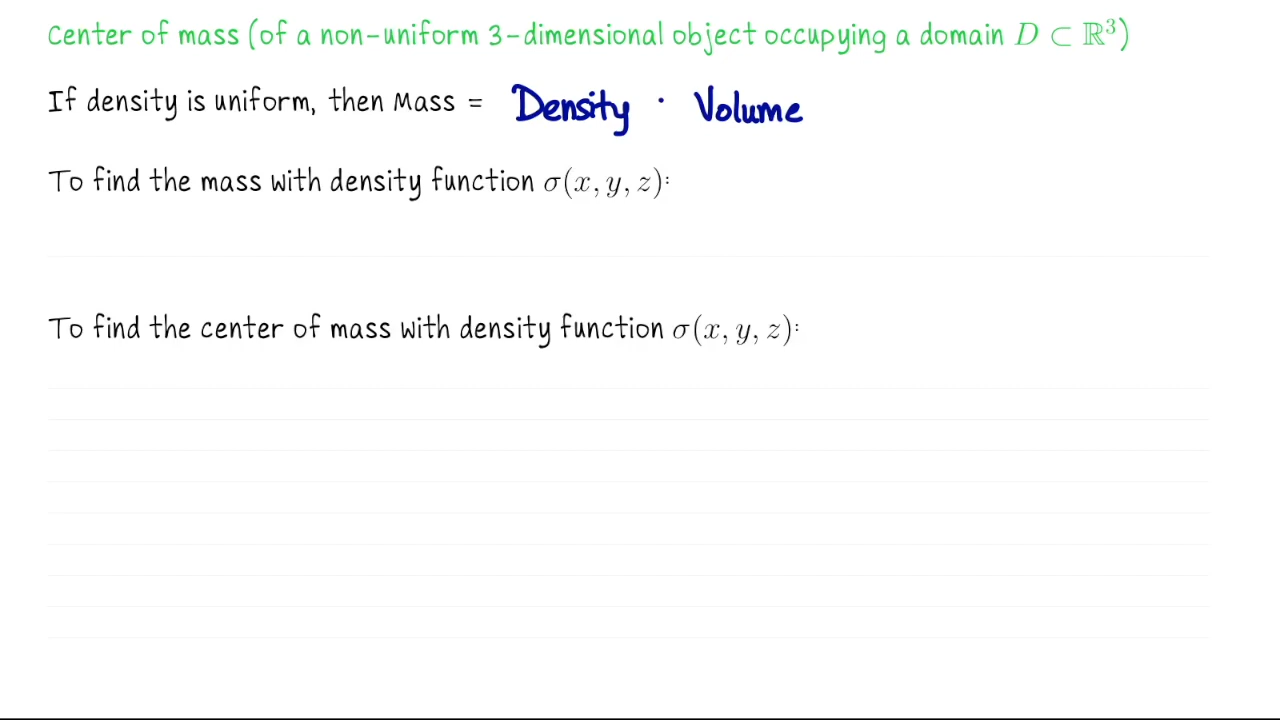 Center of mass (of a non-uniform 3-dimensional object occupying a domain D ⊂ ℝ³)
If density is uniform, then Mass = Density · Volume
To find the mass with density function σ(x, y, z):
To find the center of mass with density function σ(x, y, z):